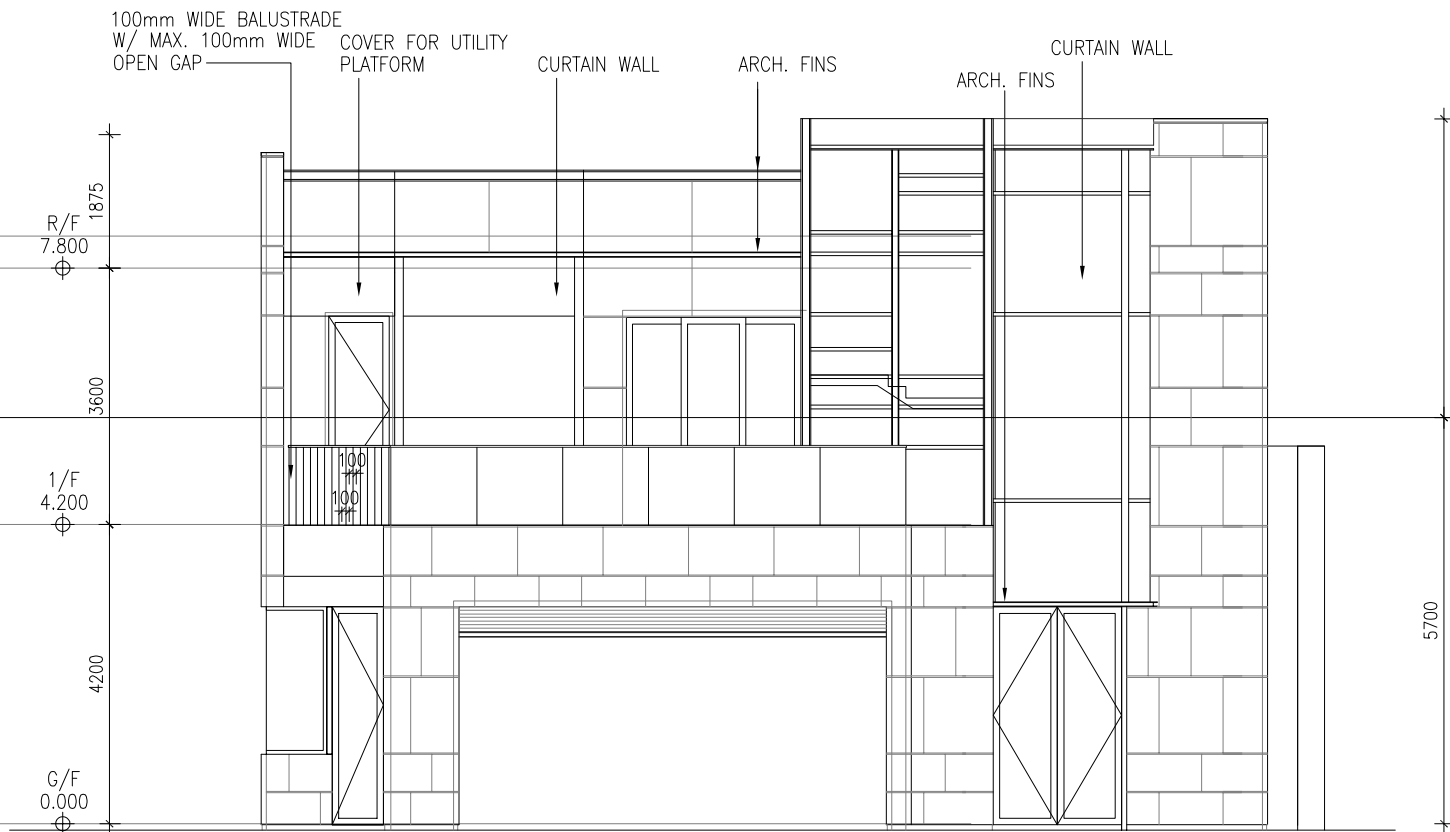 100mm WIDE BALUSTRADE
W/ MAX. 100mm WIDE
OPEN GAP
COVER FOR UTILITY
PLATFORM
CURTAIN WALL
ARCH. FINS
ARCH. FINS
CURTAIN WALL
1875
R/F
7.800
3600
1/F
4.200
100
100
4200
5700
G/F
0.000